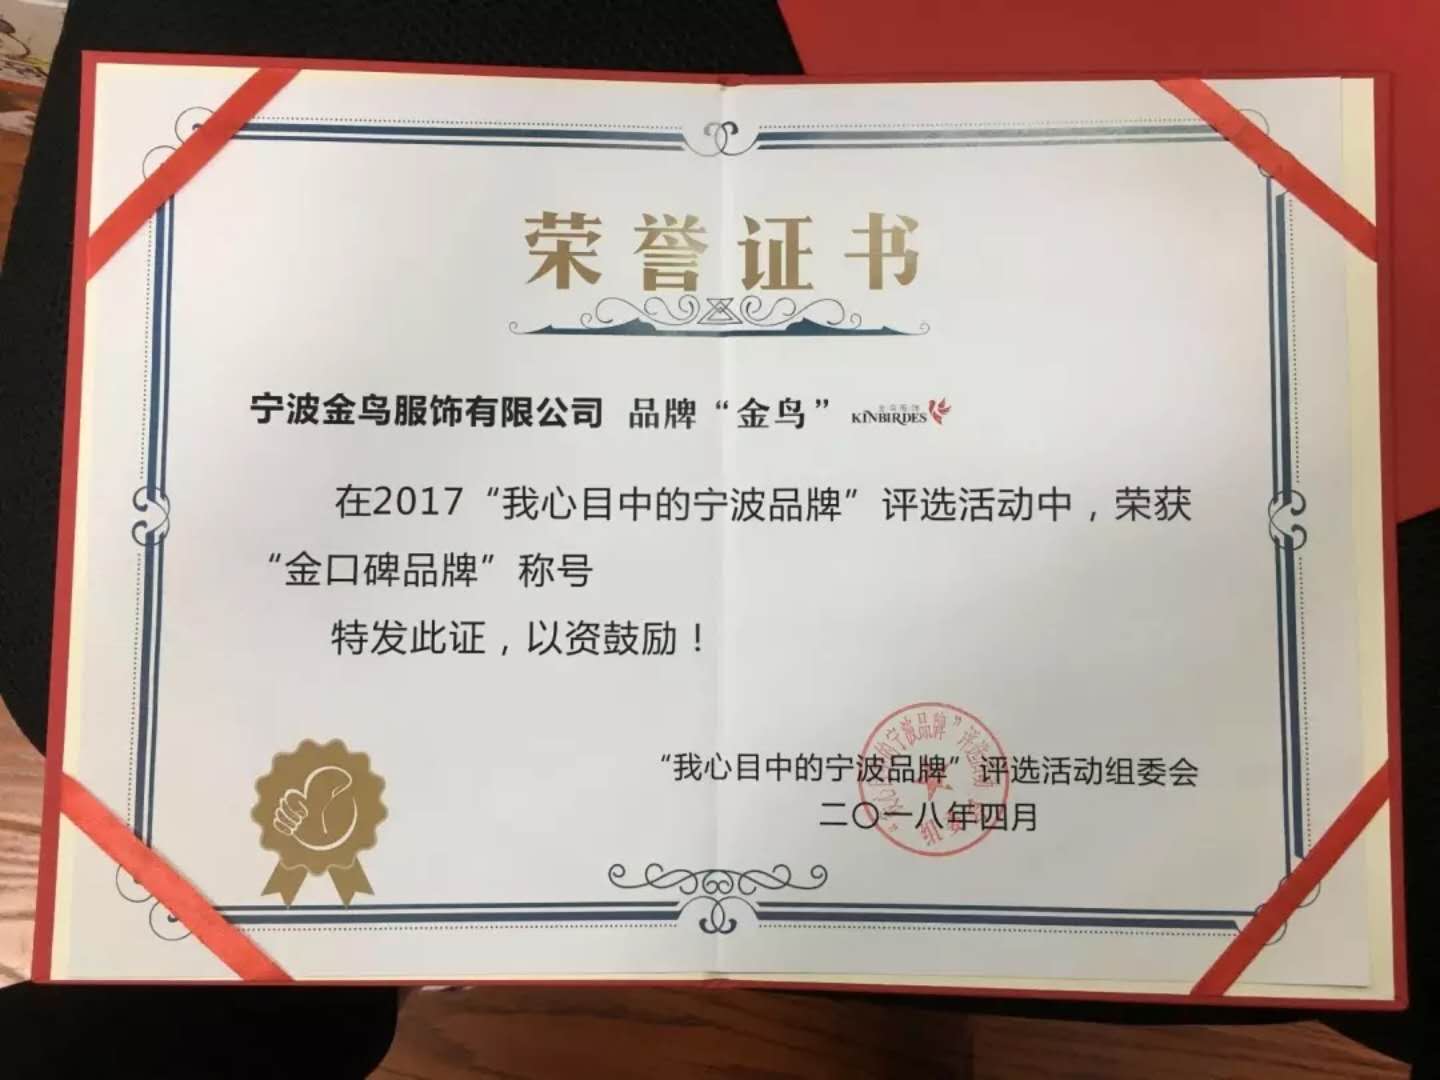 荣誉证书
宁波金鸟服饰有限公司 品牌“金鸟” 金鸟服饰 KINBIRDES
在2017“我心目中的宁波品牌”评选活动中，荣获
“金口碑品牌”称号
特发此证，以资鼓励！
“我心目中的宁波品牌”评选活动组委会
二〇一八年四月